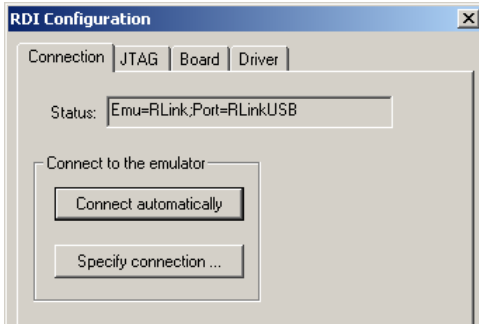 RDI Configuration
Connection JTAG Board Driver
Status: Emu=RLink;Port=RLinkUSB
Connect to the emulator
Connect automatically
Specify connection ...